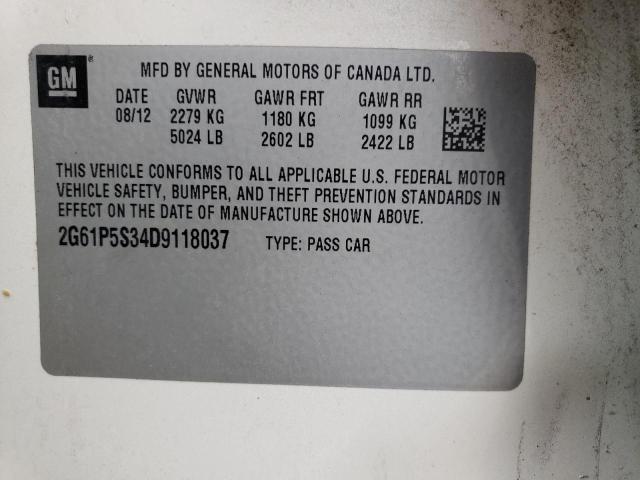 GM®
MFD BY GENERAL MOTORS OF CANADA LTD.
DATE GVWR GAWR FRT GAWR RR
08/12 2279 KG 1180 KG 1099 KG
5024 LB 2602 LB 2422 LB
THIS VEHICLE CONFORMS TO ALL APPLICABLE U.S. FEDERAL MOTOR
VEHICLE SAFETY, BUMPER, AND THEFT PREVENTION STANDARDS IN
EFFECT ON THE DATE OF MANUFACTURE SHOWN ABOVE.
2G61P5S34D9118037 TYPE: PASS CAR